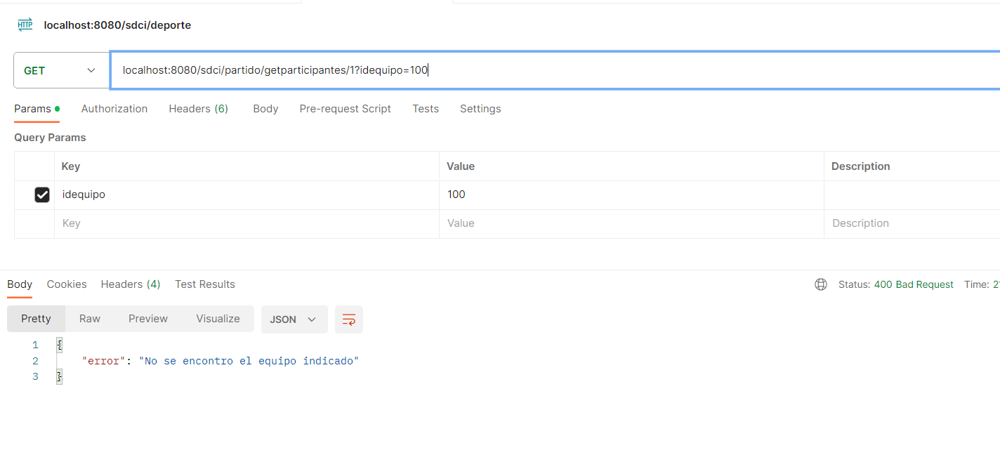 HTTP localhost:8080/sdci/deporte
GET localhost:8080/sdci/partido/getparticipantes/1?idequipo=100
Params Authorization Headers (6) Body Pre-request Script Tests Settings
Query Params
Key Value Description
idequipo 100
Key Value Description
Body Cookies Headers (4) Test Results Status: 400 Bad Request Time:
Pretty Raw Preview Visualize JSON
1 {
2 "error": "No se encontro el equipo indicado"
3 }